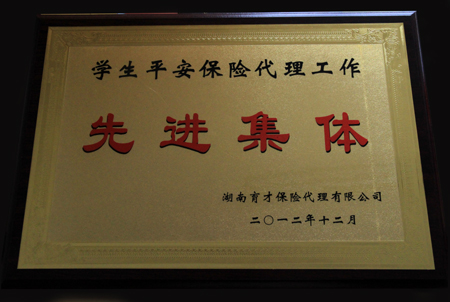 学生平安保险代理工作
先进集体
湖南育才保险代理有限公司
二〇一二年十二月